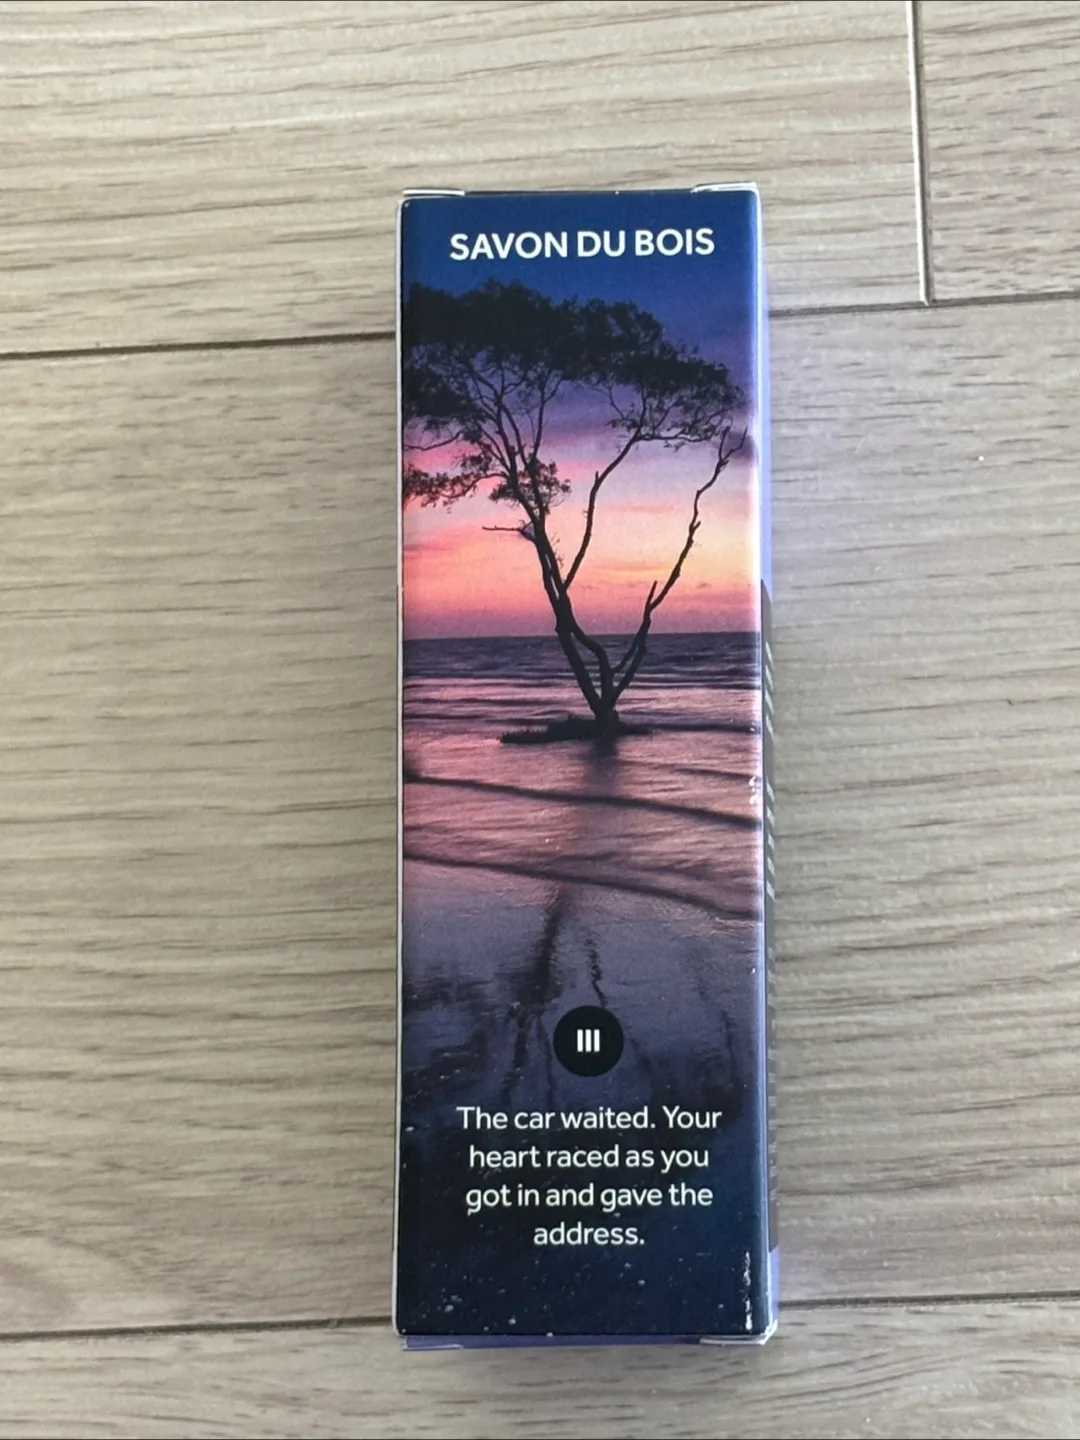 SAVON DU BOIS
III
The car waited. Your
heart raced as you
got in and gave the
address.